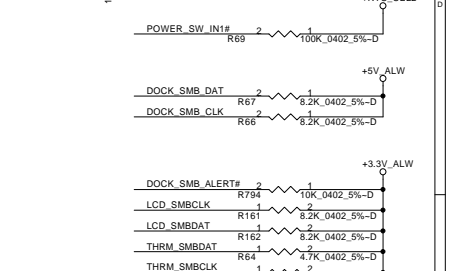 D
POWER_SW_IN1# 2 1
R69 100K_0402_5%~D
+5V_ALW
DOCK_SMB_DAT 2 1
R67 8.2K_0402_5%~D
DOCK_SMB_CLK 2 1
R66 8.2K_0402_5%~D
+3.3V_ALW
DOCK_SMB_ALERT# 2 1
R794 10K_0402_5%~D
LCD_SMBCLK 1 2
R161 8.2K_0402_5%~D
LCD_SMBDAT 1 2
R162 8.2K_0402_5%~D
THRM_SMBDAT 1 2
R64 4.7K_0402_5%~D
THRM_SMBCLK 1 2